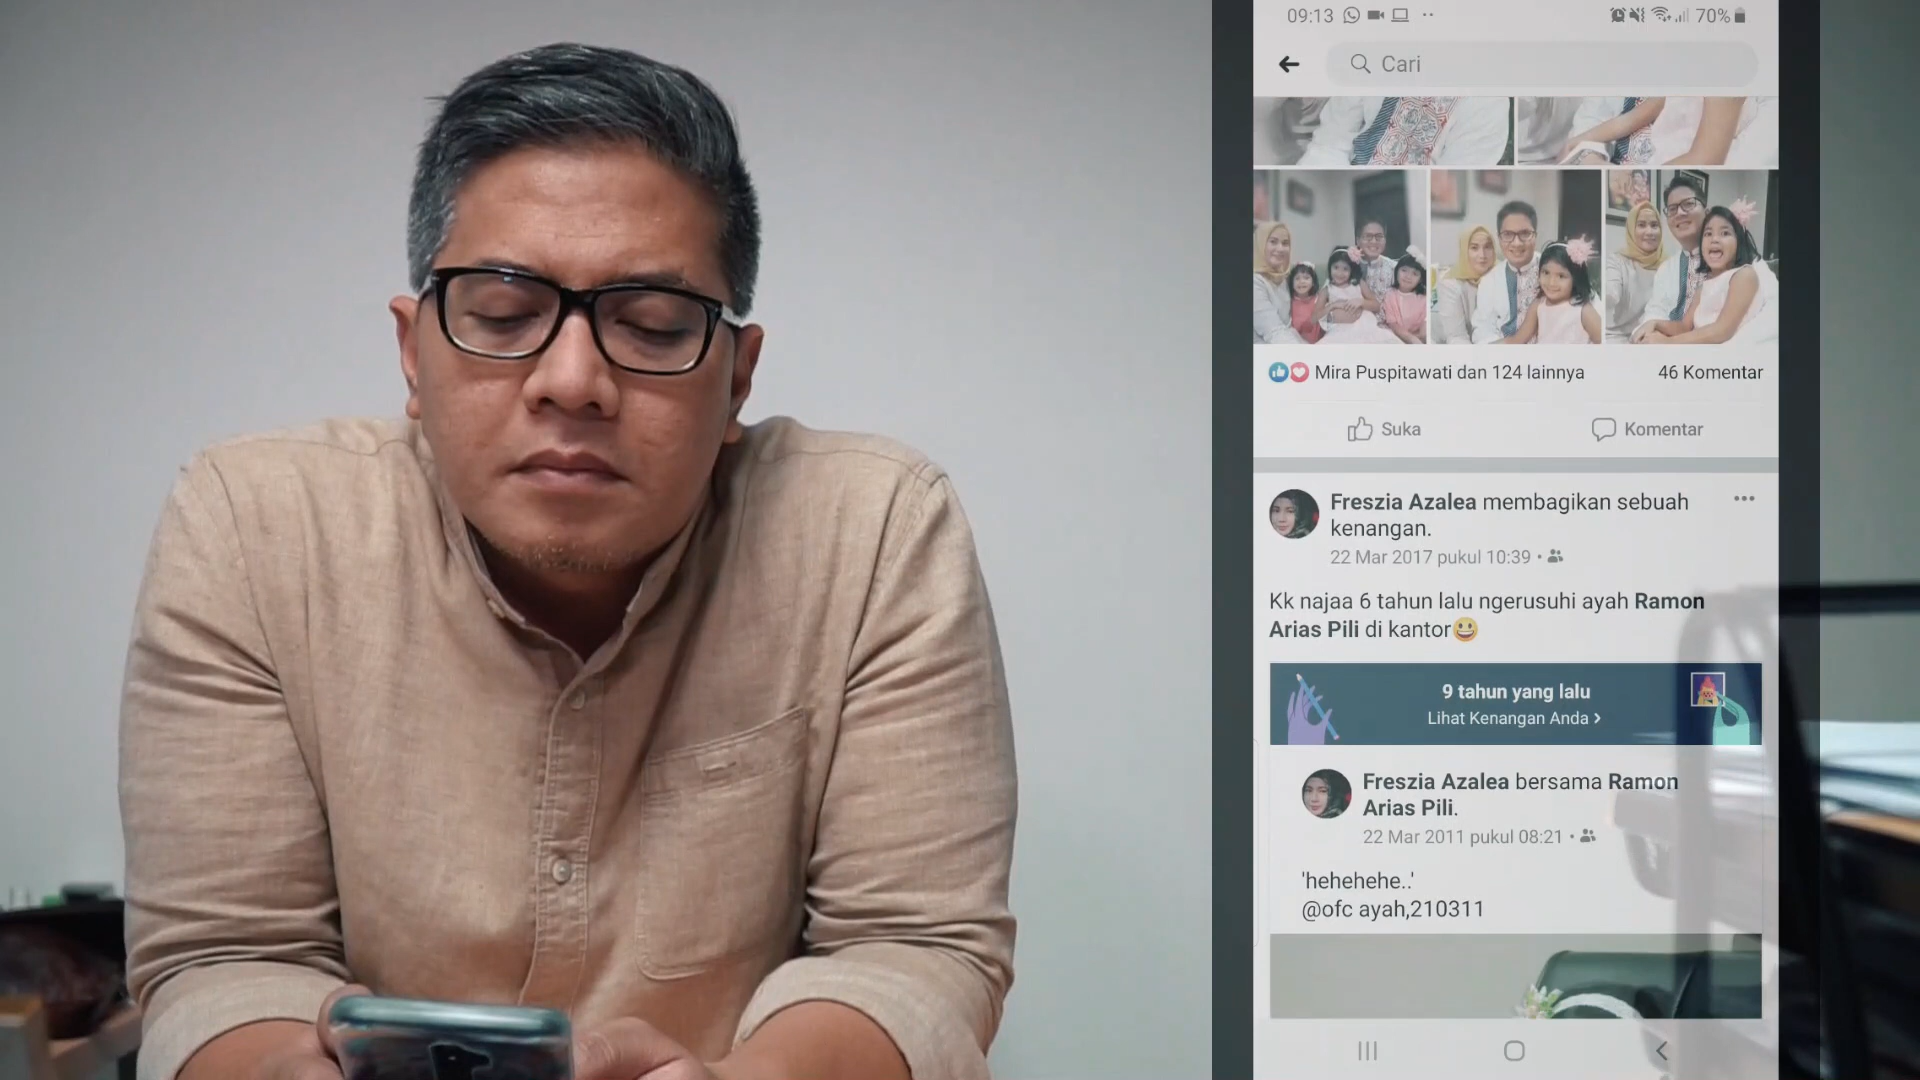 09:13
70%
Cari
Mira Puspitawati dan 124 lainnya
46 Komentar
Suka
Komentar
Freszia Azalea membagikan sebuah
kenangan.
22 Mar 2017 pukul 10:39
Kk najaa 6 tahun lalu ngerusuhi ayah Ramon
Arias Pili di kantor
9 tahun yang lalu
Lihat Kenangan Anda
Freszia Azalea bersama Ramon
Arias Pili.
22 Mar 2011 pukul 08:21
'hehehehe..'
@ofc ayah,210311